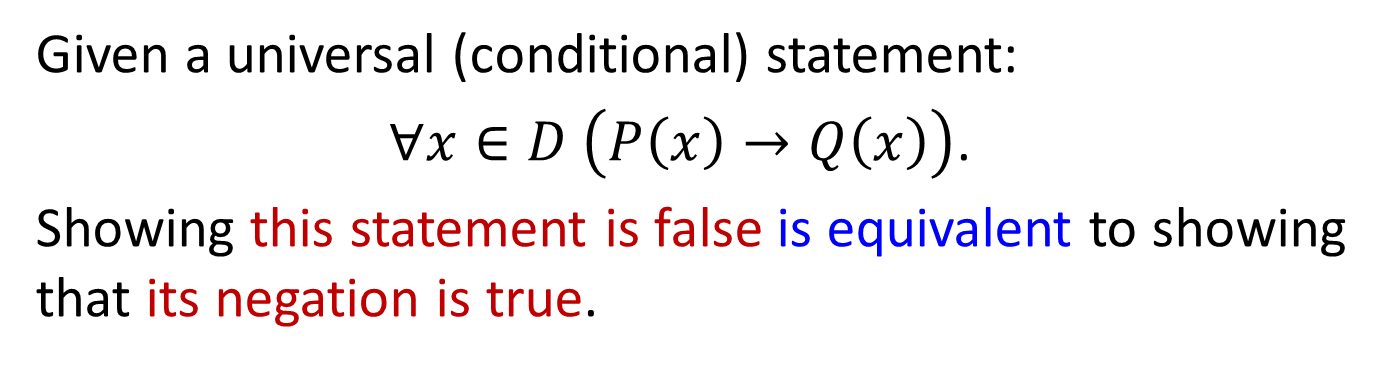 Given a universal (conditional) statement:
∀𝑥 ∈ 𝐷 (𝑃(𝑥) → 𝑄(𝑥)).
Showing this statement is false is equivalent to showing
that its negation is true.